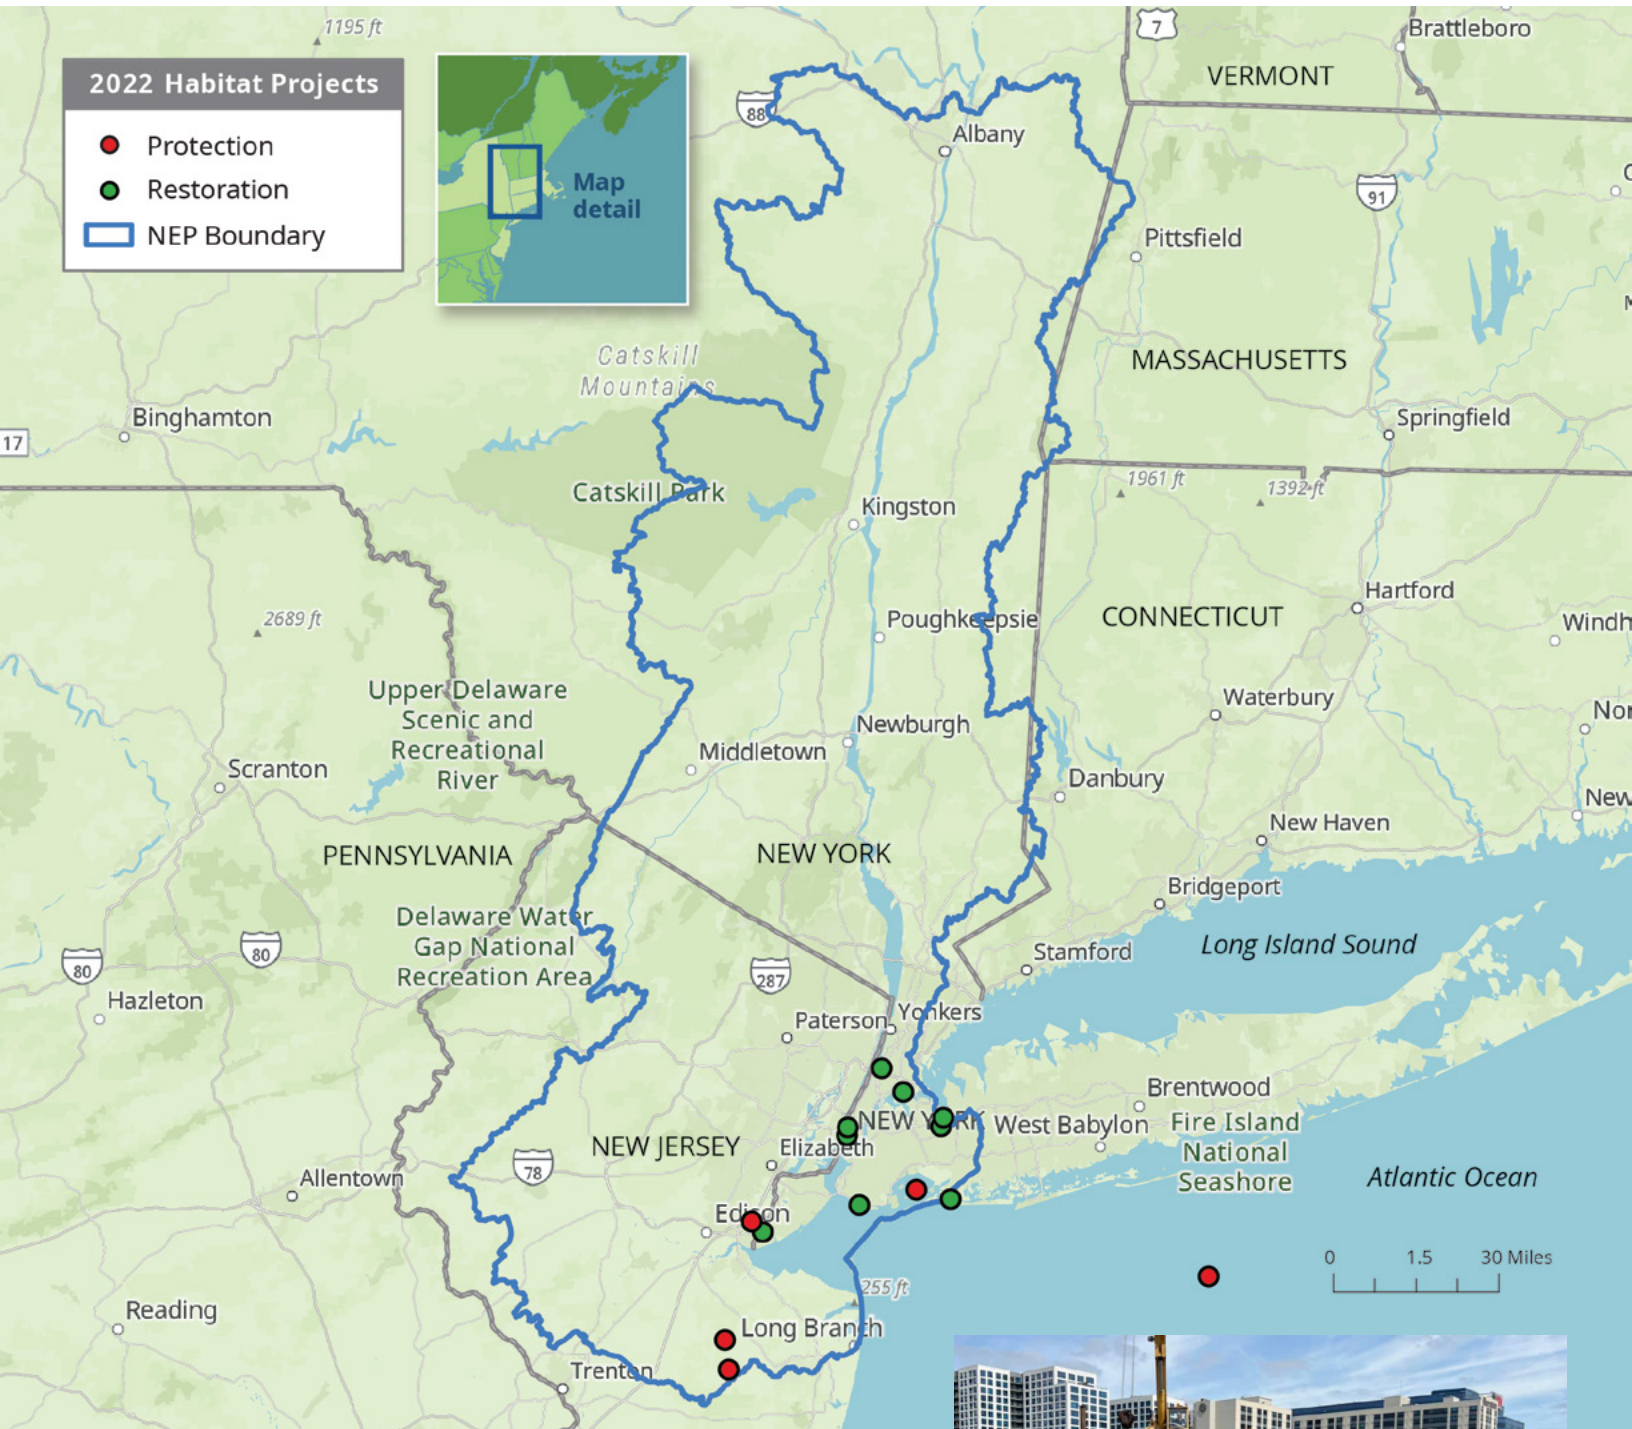 1195 ft
7
Brattleboro
2022 Habitat Projects
Protection
Restoration
NEP Boundary
Map
detail
VERMONT
88
Albany
91
Pittsfield
Catskill
Mountains
MASSACHUSETTS
Binghamton
17
Springfield
Catskill Park
1961 ft
1392 ft
Kingston
Hartford
2689 ft
Poughkeepsie
CONNECTICUT
Windh
Upper Delaware
Scenic and
Recreational
River
Waterbury
Nor
Newburgh
Middletown
Scranton
Danbury
New
New Haven
PENNSYLVANIA
NEW YORK
Bridgeport
Delaware Water
Gap National
Recreation Area
80
80
Long Island Sound
Stamford
287
Hazleton
Yonkers
Paterson
Brentwood
NEW YORK
West Babylon
Fire Island
National
Seashore
NEW JERSEY
Elizabeth
78
Allentown
Atlantic Ocean
Edison
0 1.5 30 Miles
255 ft
Reading
Long Branch
Trenton